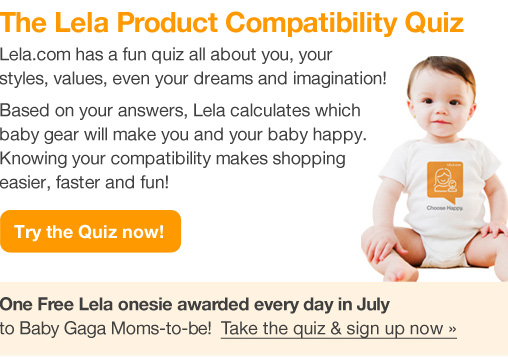 The Lela Product Compatibility Quiz
Lela.com has a fun quiz all about you, your
styles, values, even your dreams and imagination!
Based on your answers, Lela calculates which
baby gear will make you and your baby happy.
Knowing your compatibility makes shopping
easier, faster and fun!
Choose Happy
Try the Quiz now!
One Free Lela onesie awarded every day in July
to Baby Gaga Moms-to-be! Take the quiz & sign up now »